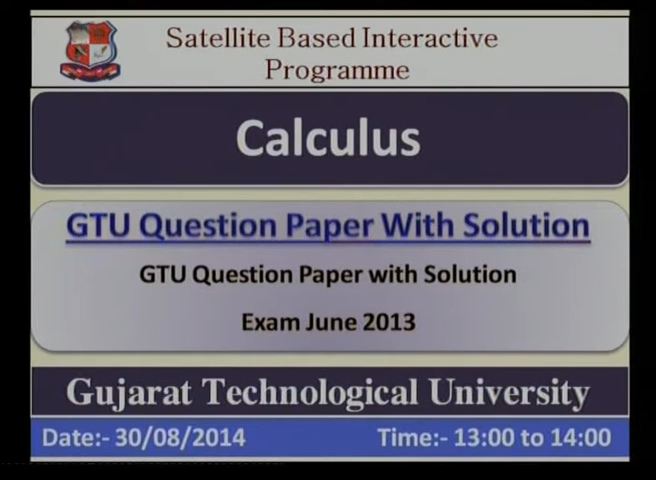 Satellite Based Interactive
Programme
Calculus
GTU Question Paper With Solution
GTU Question Paper with Solution
Exam June 2013
Gujarat Technological University
Date:- 30/08/2014 Time:- 13:00 to 14:00